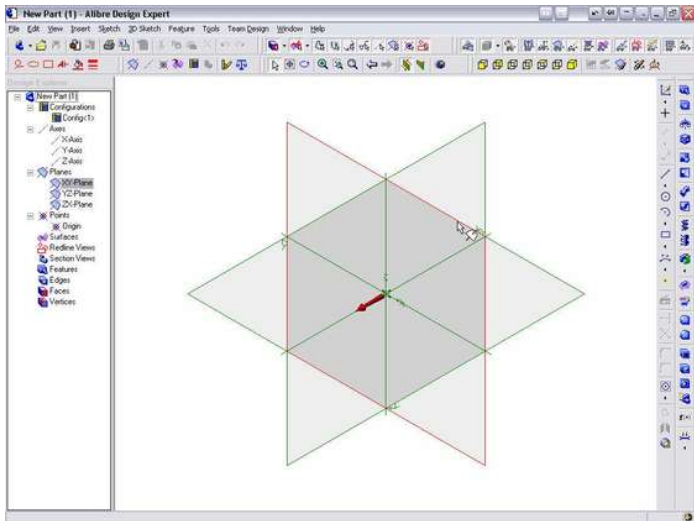 New Part (1) - Alibre Design Expert
File Edit View Insert Sketch 3D Sketch Feature Tools Team Design Window Help
New Part (1)
Configurations
Config<1>
Axes
X-Axis
Y-Axis
Z-Axis
Planes
XY-Plane
YZ-Plane
ZX-Plane
Points
Origin
Surfaces
Redline Views
Section Views
Features
Edges
Faces
Vertices